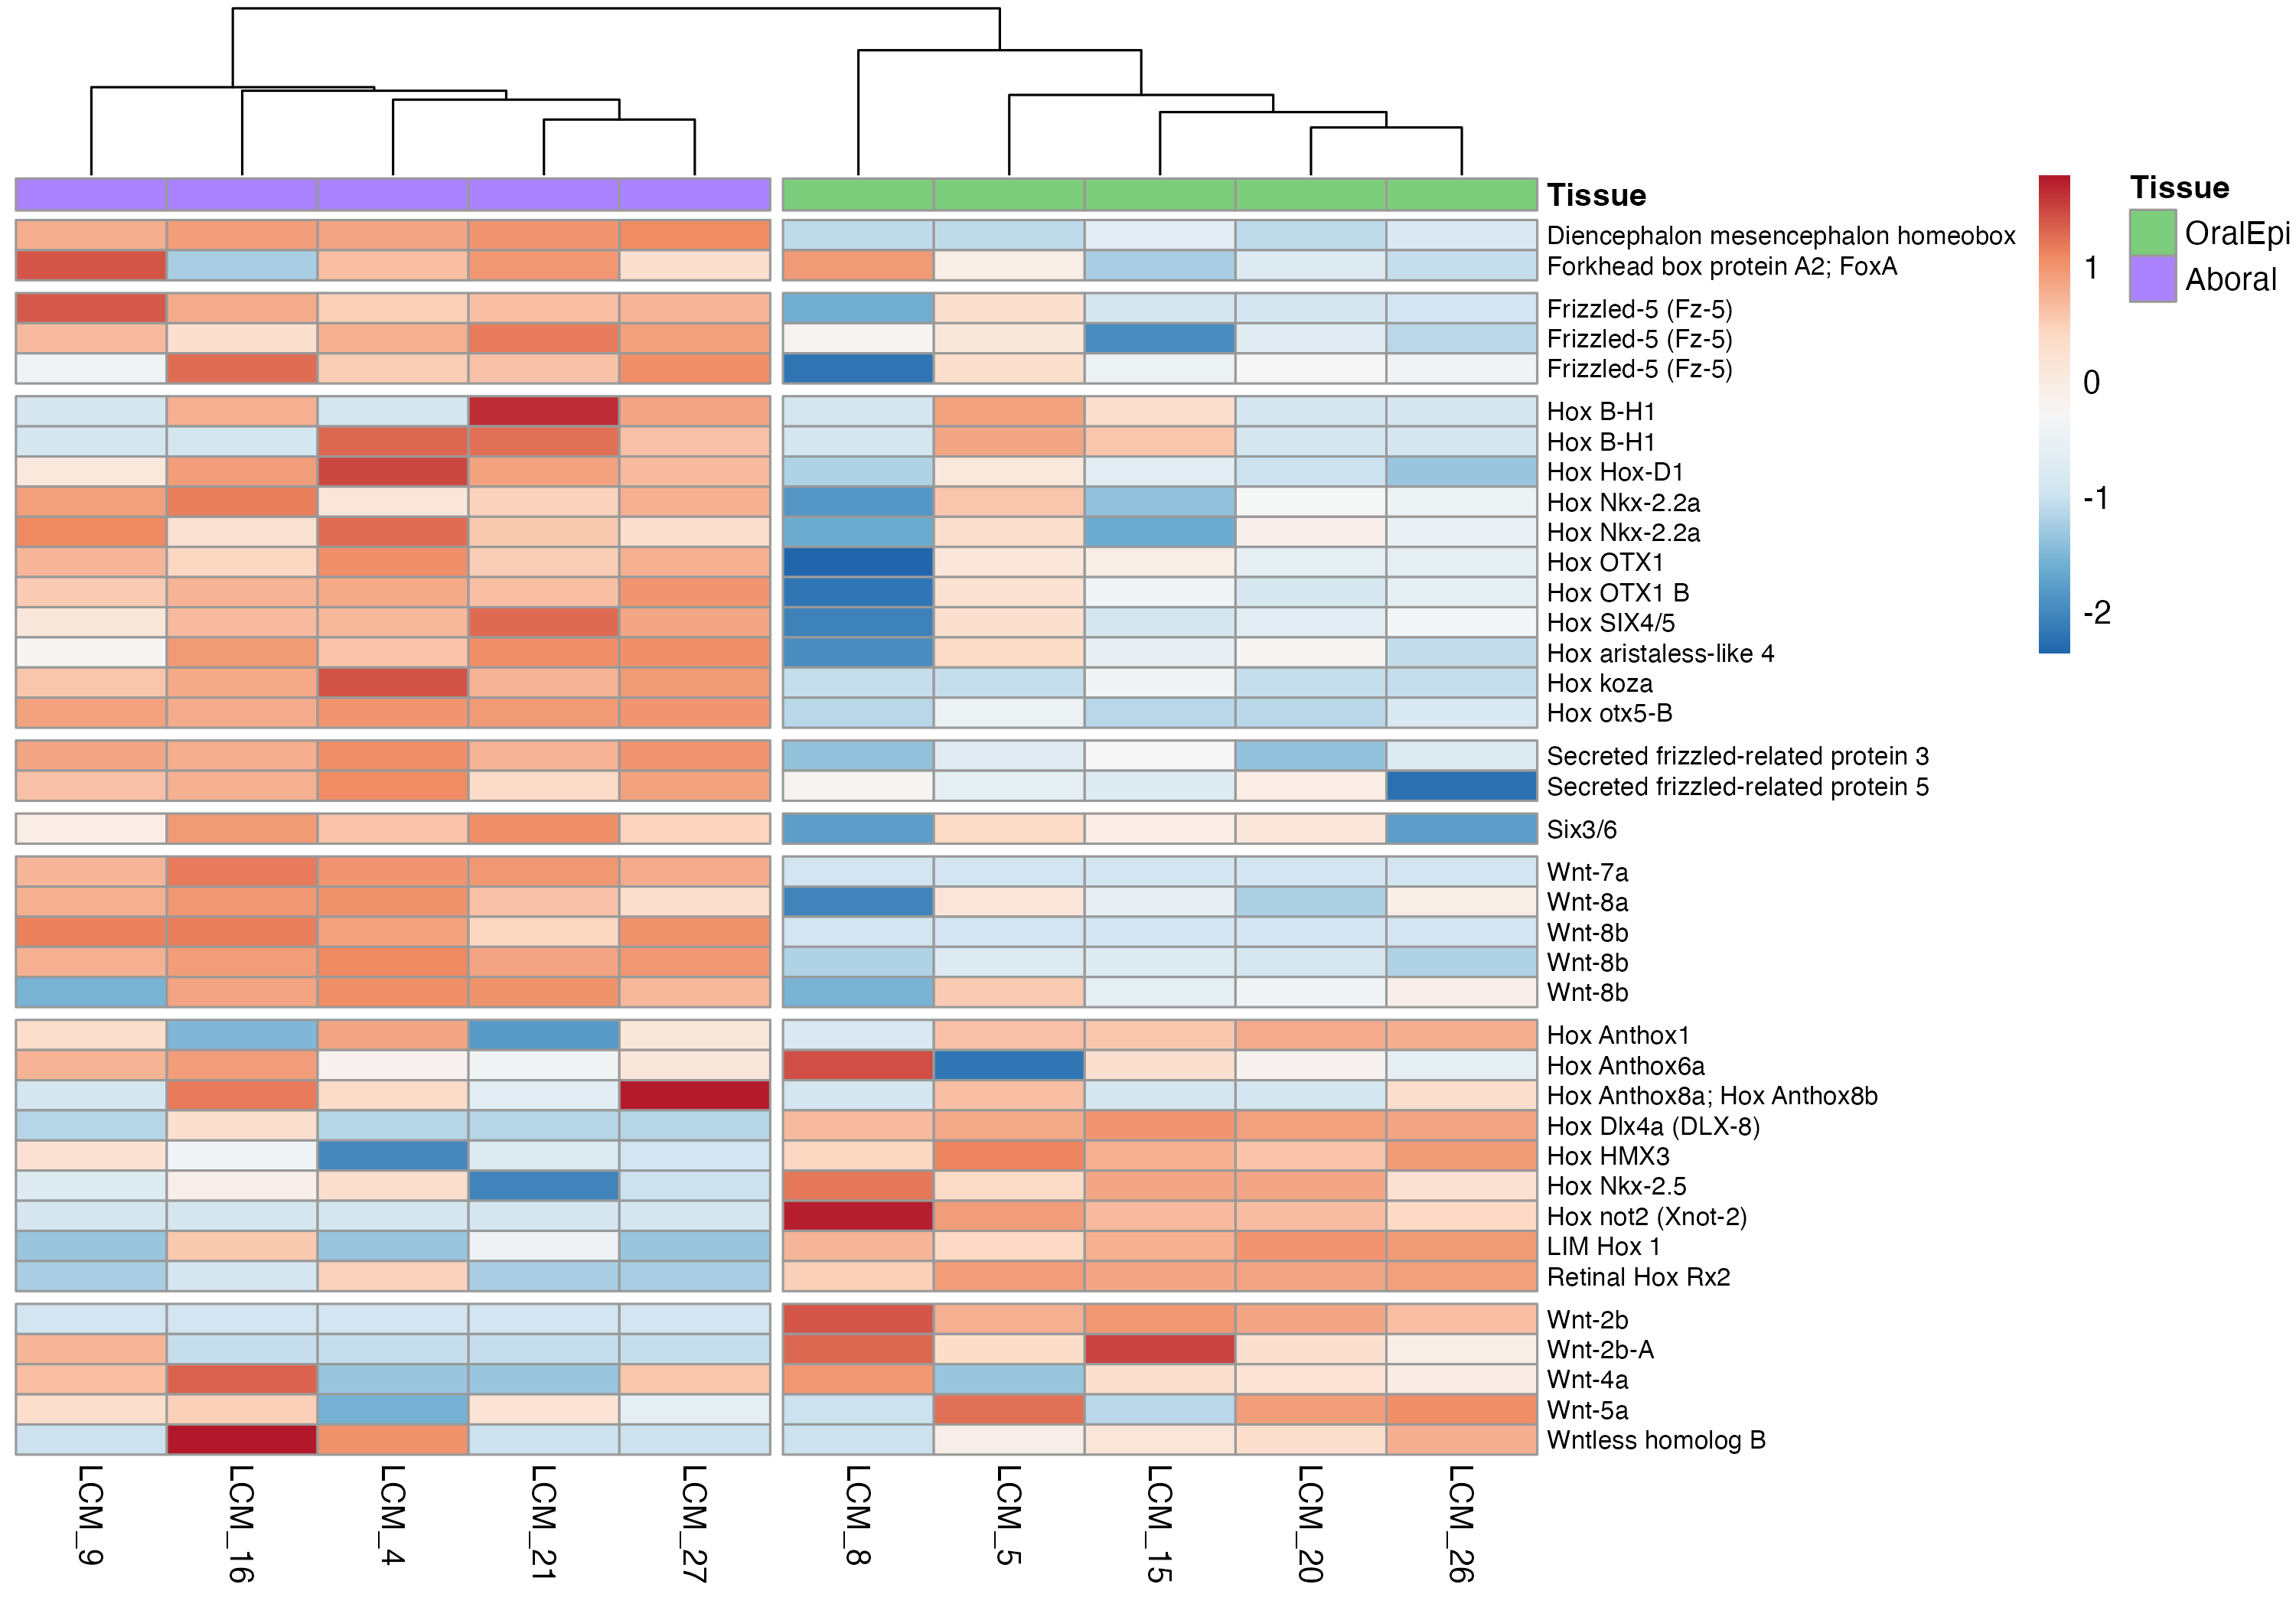 Tissue
Diencephalon mesencephalon homeobox
Forkhead box protein A2; FoxA
Frizzled-5 (Fz-5)
Frizzled-5 (Fz-5)
Frizzled-5 (Fz-5)
Hox B-H1
Hox B-H1
Hox Hox-D1
Hox Nkx-2.2a
Hox Nkx-2.2a
Hox OTX1
Hox OTX1 B
Hox SIX4/5
Hox aristaless-like 4
Hox koza
Hox otx5-B
Secreted frizzled-related protein 3
Secreted frizzled-related protein 5
Six3/6
Wnt-7a
Wnt-8a
Wnt-8b
Wnt-8b
Wnt-8b
Hox Anthox1
Hox Anthox6a
Hox Anthox8a; Hox Anthox8b
Hox Dlx4a (DLX-8)
Hox HMX3
Hox Nkx-2.5
Hox not2 (Xnot-2)
LIM Hox 1
Retinal Hox Rx2
Wnt-2b
Wnt-2b-A
Wnt-4a
Wnt-5a
Wntless homolog B
LCM_9
LCM_16
LCM_4
LCM_21
LCM_27
LCM_8
LCM_5
LCM_15
LCM_20
LCM_26
1
0
-1
-2
Tissue
OralEpi
Aboral